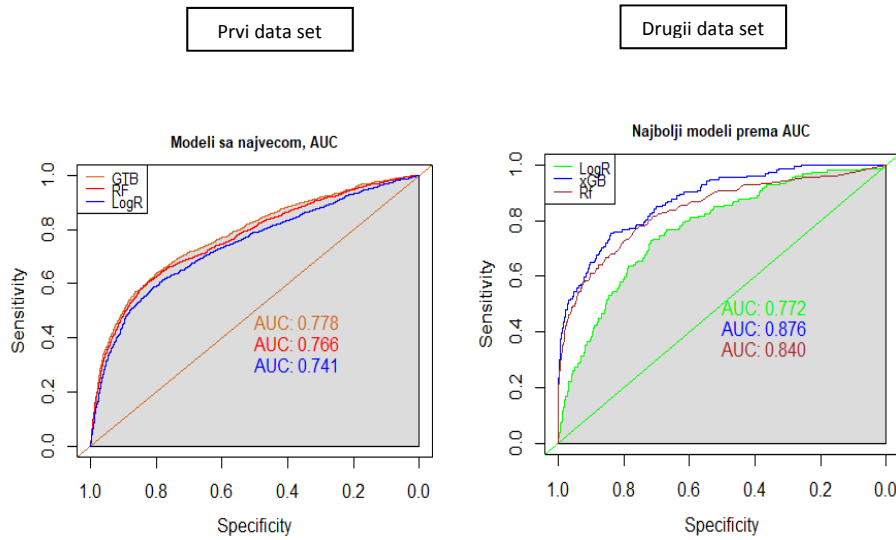 Prvi data set
Drugii data set
Modeli sa najvecom, AUC
GTB
RF
LogR
Sensitivity
1.0
0.8
0.6
0.4
0.2
0.0
AUC: 0.778
AUC: 0.766
AUC: 0.741
1.0
0.8
0.6
0.4
0.2
0.0
Specificity
Najbolji modeli prema AUC
LogR
xGB
Rf
Sensitivity
1.0
0.8
0.6
0.4
0.2
0.0
AUC: 0.772
AUC: 0.876
AUC: 0.840
1.0
0.8
0.6
0.4
0.2
0.0
Specificity